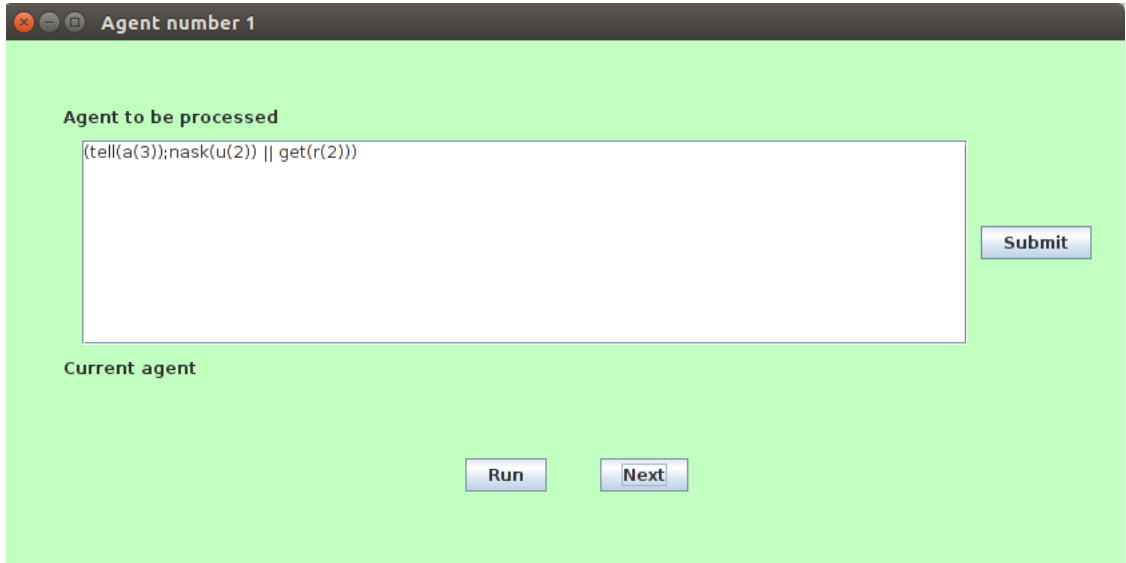 Agent number 1
Agent to be processed
(tell(a(3));nask(u(2)) || get(r(2)))
Submit
Current agent
Run
Next